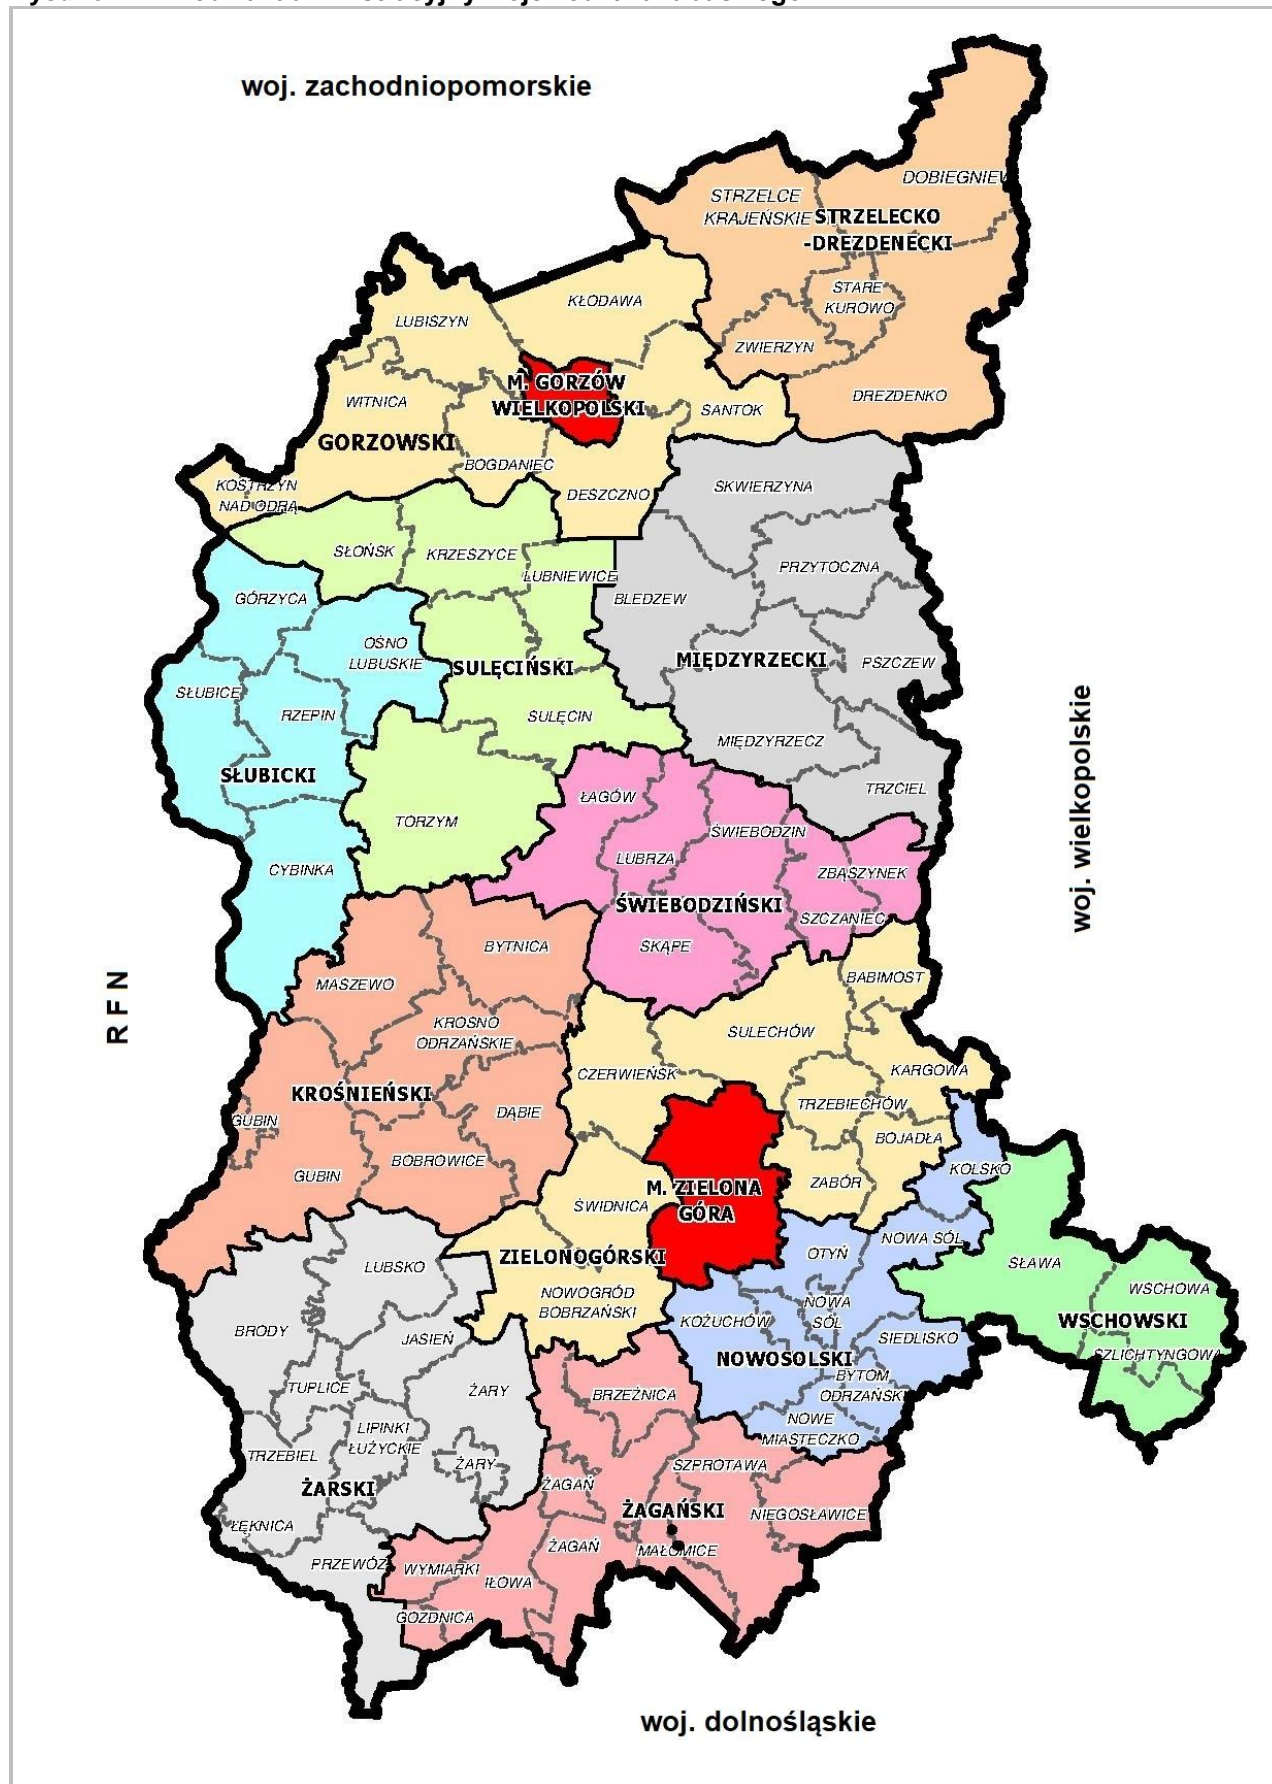 woj. zachodniopomorskie
DOBIEGNIEW
STRZELCE
KRAJEŃSKIE
STRZELECKO
-DREZDENECKI
STARE
KUROWO
KŁODAWA
LUBISZYN
ZWIERZYN
M. GORZÓW
WIELKOPOLSKI
WITNICA
SANTOK
DREZDENKO
GORZOWSKI
BOGDANIEC
KOSTRZYN
NAD ODRĄ
DESZCZNO
SKWIERZYNA
SŁOŃSK
KRZESZYCE
LUBNIEWICE
PRZYTOCZNA
GÓRZYCA
BLEDZEW
OŚNO
LUBUSKIE
SULĘCIŃSKI
MIĘDZYRZECKI
PSZCZEW
SŁUBICE
RZEPIN
SULĘCIN
MIĘDZYRZECZ
SŁUBICKI
TRZCIEL
woj. wielkopolskie
ŁAGÓW
TORZYM
ŚWIEBODZIN
LUBRZA
CYBINKA
ZBĄSZYNEK
ŚWIEBODZIŃSKI
SZCZANIEC
BYTNICA
SKĄPE
MASZEWO
BABIMOST
R F N
KROSNO
ODRZAŃSKIE
SULECHÓW
CZERWIEŃSK
KARGOWA
KROŚNIEŃSKI
DĄBIE
TRZEBIECHÓW
GUBIN
BOJADŁA
BOBROWICE
KOLSKO
GUBIN
ZABÓR
M. ZIELONA
GÓRA
ŚWIDNICA
NOWA SÓL
ZIELONOGÓRSKI
OTYŃ
LUBSKO
SŁAWA
WSCHOWA
NOWOGRÓD
BOBRZAŃSKI
NOWA
SÓL
KOŻUCHÓW
WSCHOWSKI
BRODY
JASIEŃ
SIEDLISKO
SZLICHTYNGOWA
NOWOSOLSKI
BYTOM
ODRZAŃSKI
TUPLICE
ŻARY
BRZEŹNICA
NOWE
MIASTECZKO
LIPINKI
ŁUŻYCKIE
TRZEBIEL
ŻARY
SZPROTAWA
ŻARSKI
ŻAGAŃ
ŻAGAŃSKI
NIEGOSŁAWICE
ŁĘKNICA
ŻAGAŃ
MAŁOMICE
PRZEWÓZ
WYMIARKI
IŁOWA
GOZDNICA
woj. dolnośląskie